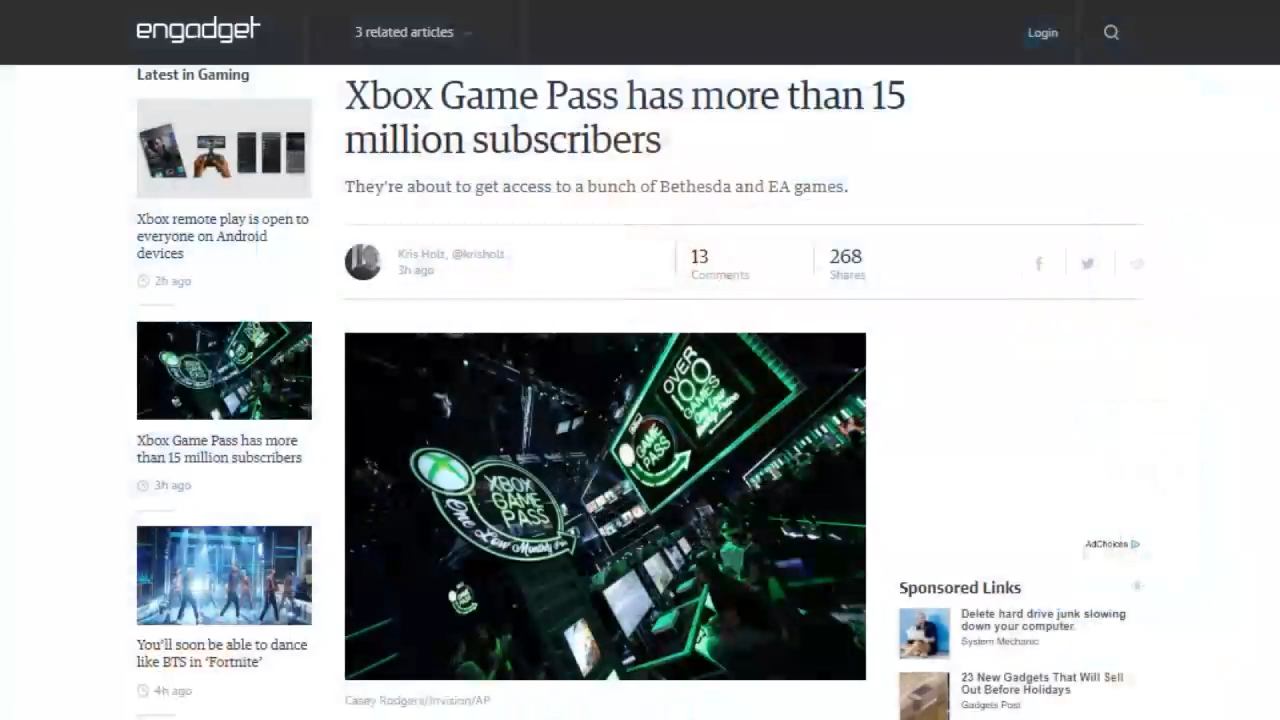 engadget
3 related articles
Login
Latest in Gaming
Xbox remote play is open to
everyone on Android
devices
2h ago
Xbox Game Pass has more
than 15 million subscribers
3h ago
You'll soon be able to dance
like BTS in 'Fortnite'
4h ago
Xbox Game Pass has more than 15
million subscribers
They're about to get access to a bunch of Bethesda and EA games.
Kris Holt, @krisholt
3h ago
13
Comments
268
Shares
OVER
100
GAMES
One Low
Monthly Price
GAME
PASS
XBOX
GAME
PASS
One Low Monthly Price
Casey Rodgers/Invision/AP
AdChoices
Sponsored Links
Delete hard drive junk slowing
down your computer.
System Mechanic
23 New Gadgets That Will Sell
Out Before Holidays
Gadgets Post